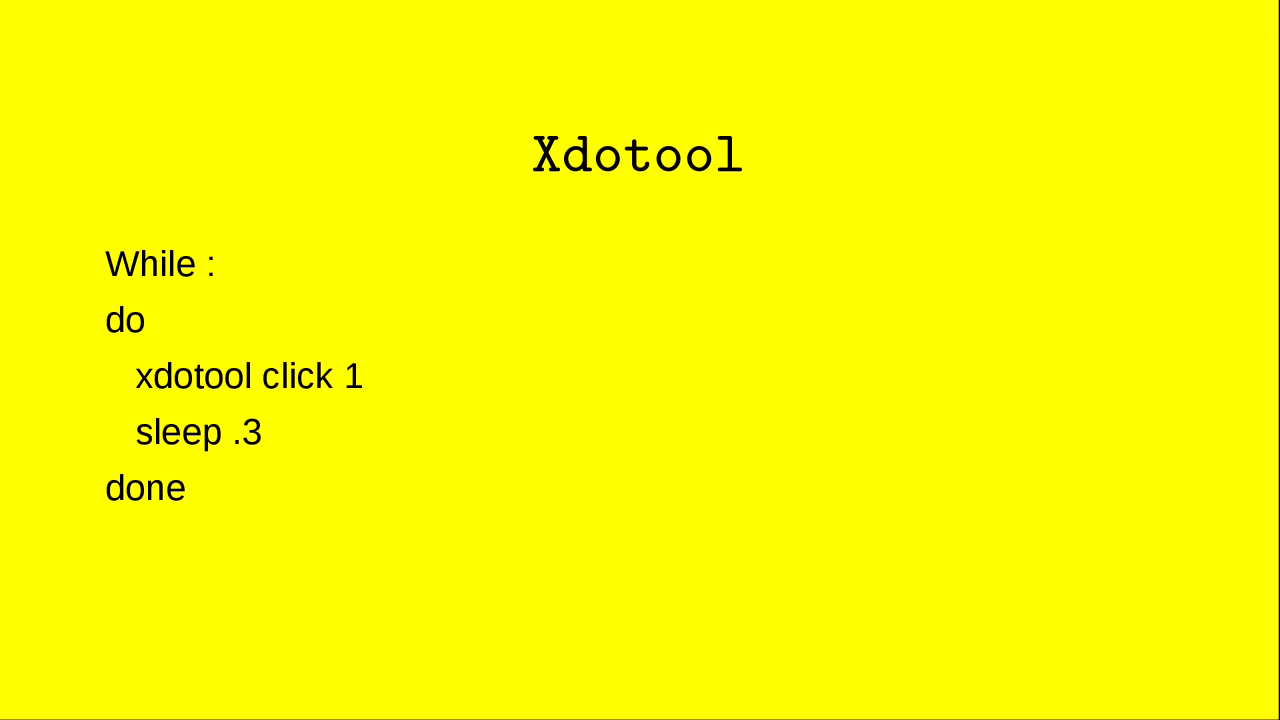 Xdotool
While :
do
xdotool click 1
sleep .3
done